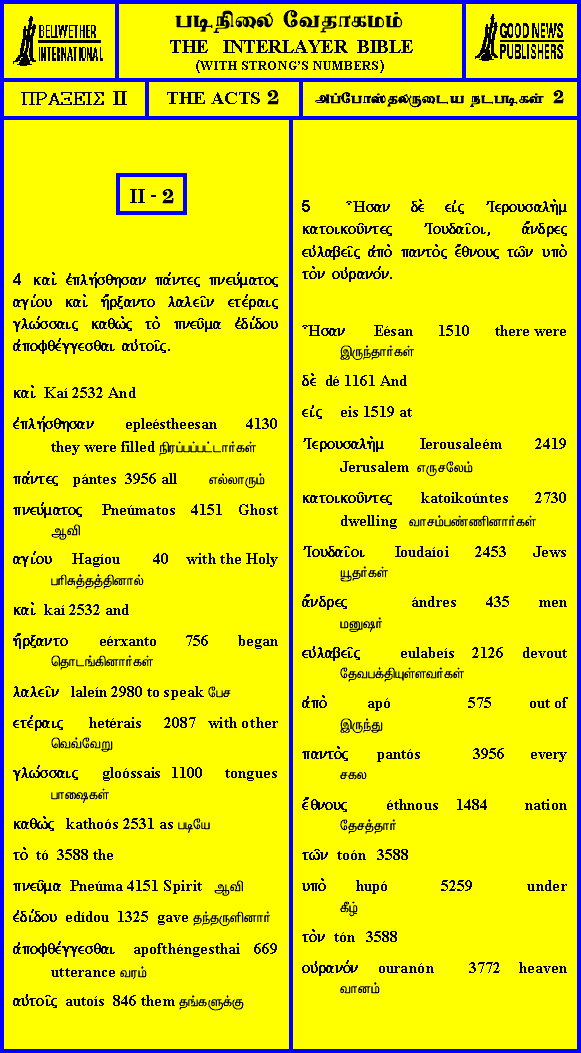 BELLWETHER
INTERNATIONAL
படிநிலை வேதாகமம்
THE INTERLAYER BIBLE
(WITH STRONG'S NUMBERS)
GOOD NEWS
PUBLISHERS
ΠΡΑΞΕΙΣ II
THE ACTS 2
அப்போஸ்தலருடைய நடபடிகள் 2
II - 2
4 καὶ ἐπλήσθησαν πάντες πνεύματος
αγίου καὶ ἤρξαντο λαλεῖν ετέραις
γλώσσαις καθὼς τὸ πνεῦμα ἐδίδου
ἀποφθέγγεσθαι αὐτοῖς.
καὶ Kaí 2532 And
ἐπλήσθησαν epleéstheesan 4130
they were filled நிரப்பப்பட்டார்கள்
πάντες pántes 3956 all எல்லாரும்
πνεύματος Pneúmatos 4151 Ghost
ஆவி
αγίου Hagíou 40 with the Holy
பரிசுத்தத்தினால்
καὶ kaí 2532 and
ἤρξαντο eérxanto 756 began
தொடங்கினார்கள்
λαλεῖν laleín 2980 to speak பேச
ετέραις hetérais 2087 with other
வெவ்வேறு
γλώσσαις gloóssais 1100 tongues
பாஷைகள்
καθὼς kathoós 2531 as படியே
τὸ tó 3588 the
πνεῦμα Pneúma 4151 Spirit ஆவி
ἐδίδου edídou 1325 gave தந்தருளினார்
ἀποφθέγγεσθαι apofthéngesthai 669
utterance வரம்
αὐτοῖς autoís 846 them தங்களுக்கு
5 Ἦσαν δὲ εἰς Ἰερουσαλὴμ
κατοικοῦντες Ἰουδαῖοι, ἄνδρες
εὐλαβεῖς ἀπὸ παντὸς ἔθνους τῶν υπὸ
τὸν οὐρανόν.
Ἦσαν Eésan 1510 there were
இருந்தார்கள்
δὲ dé 1161 And
εἰς eis 1519 at
Ἰερουσαλὴμ Ierousaleém 2419
Jerusalem எருசலேம்
κατοικοῦντες katoikoúntes 2730
dwelling வாசம்பண்ணினார்கள்
Ἰουδαῖοι Ioudaíoi 2453 Jews
யூதர்கள்
ἄνδρες ándres 435 men
மனுஷர்
εὐλαβεῖς eulabeís 2126 devout
தேவபக்தியுள்ளவர்கள்
ἀπὸ apó 575 out of
இருந்து
παντὸς pantós 3956 every
சகல
ἔθνους éthnous 1484 nation
தேசத்தார்
τῶν toón 3588
υπὸ hupó 5259 under
கீழ்
τὸν tón 3588
οὐρανόν ouranón 3772 heaven
வானம்